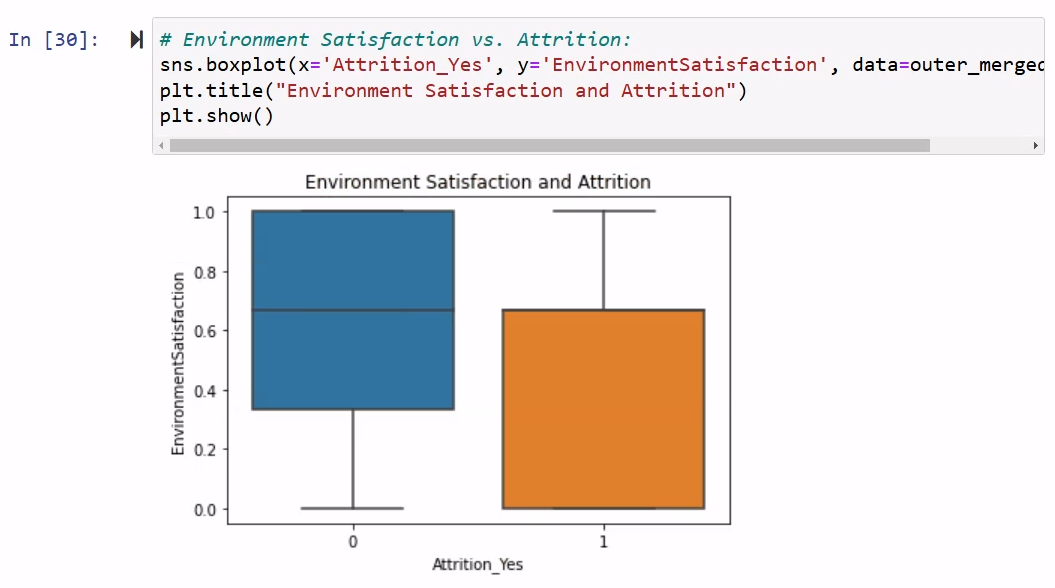 In [30]:
# Environment Satisfaction vs. Attrition:
sns.boxplot(x='Attrition_Yes', y='EnvironmentSatisfaction', data=outer_merged
plt.title("Environment Satisfaction and Attrition")
plt.show()
Environment Satisfaction and Attrition
EnvironmentSatisfaction
1.0
0.8
0.6
0.4
0.2
0.0
0 1
Attrition_Yes